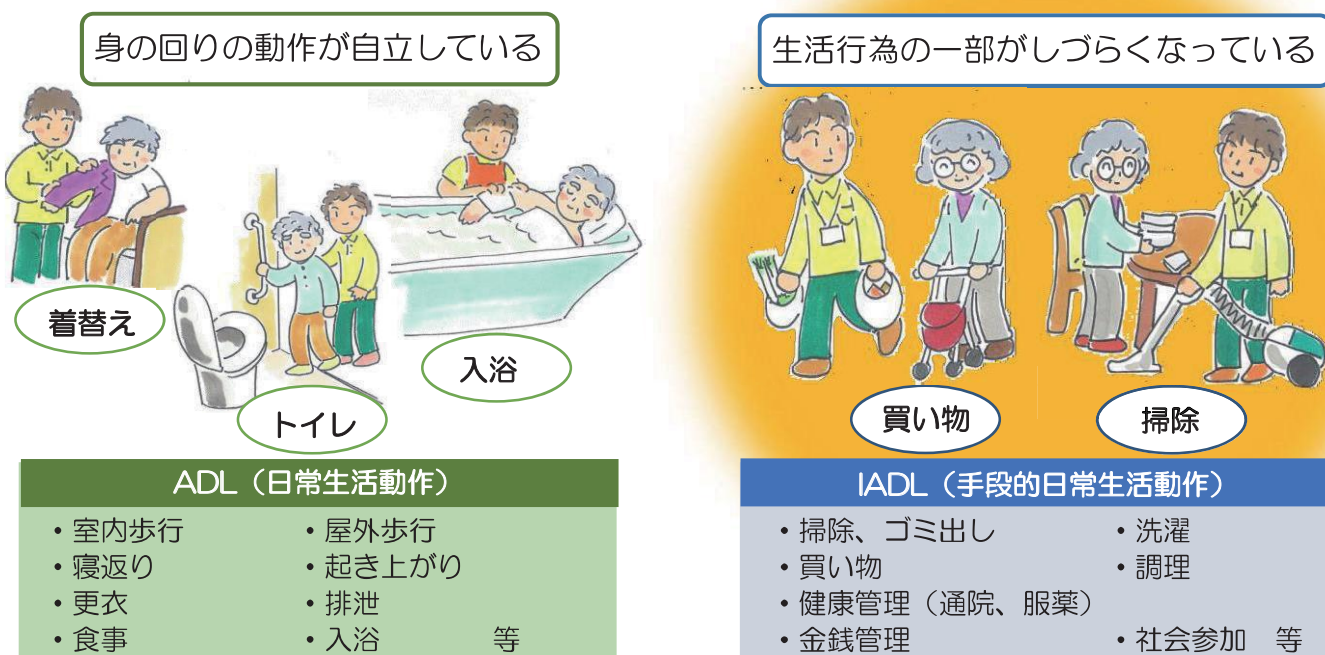 身の回りの動作が自立している
着替え
トイレ
入浴
ADL(日常生活動作)
・室内歩行 ・屋外歩行
・寝返り ・起き上がり
・更衣 ・排泄
・食事 ・入浴 等
生活行為の一部がしづらくなっている
買い物
掃除
IADL(手段的日常生活動作)
・掃除、ゴミ出し ・洗濯
・買い物 ・調理
・健康管理(通院、服薬)
・金銭管理 ・社会参加 等